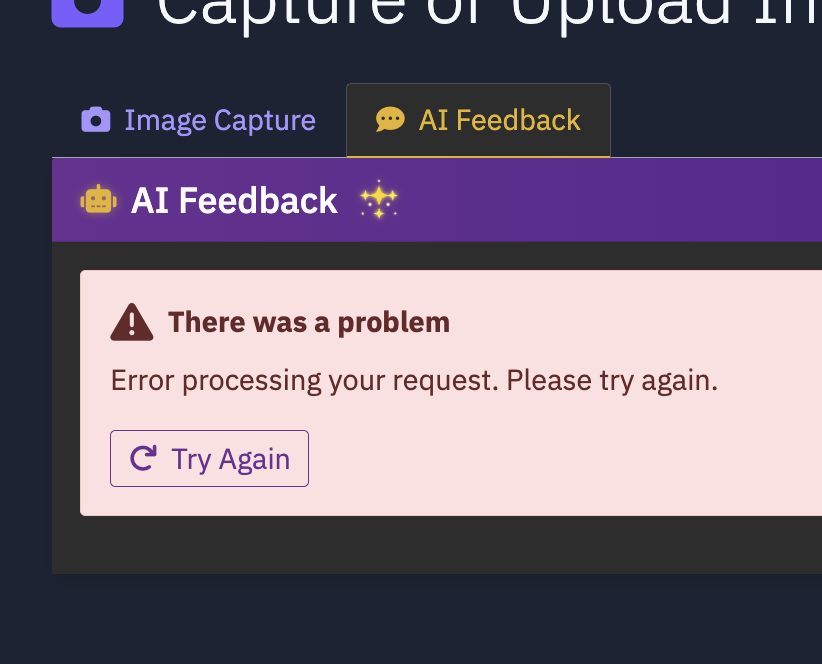 Capture or Upload Im
Image Capture
AI Feedback
AI Feedback
There was a problem
Error processing your request. Please try again.
Try Again